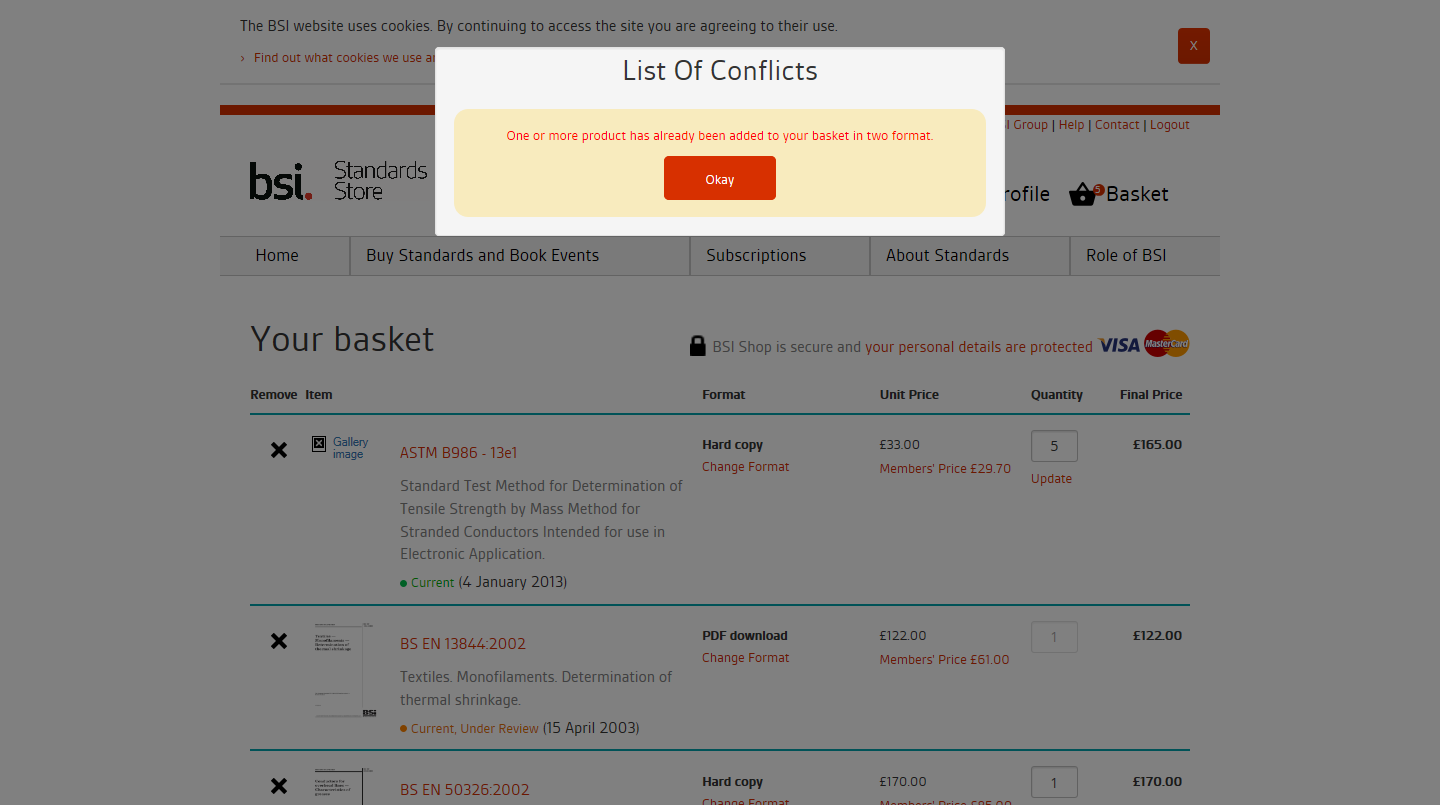 The BSI website uses cookies. By continuing to access the site you are agreeing to their use.
X
› Find out what cookies we use
List Of Conflicts
One or more product has already been added to your basket in two format.
Okay
Group | Help | Contact | Logout
bsi. Standards Store
Basket
5
Home
Buy Standards and Book Events
Subscriptions
About Standards
Role of BSI
Your basket
BSI Shop is secure and your personal details are protected VISA MasterCard
Remove Item Format Unit Price Quantity Final Price
Gallery image
ASTM B986 - 13e1
Standard Test Method for Determination of
Tensile Strength by Mass Method for
Stranded Conductors Intended for use in
Electronic Application.
Current (4 January 2013)
Hard copy
Change Format
£33.00
Members' Price £29.70
5
Update
£165.00
BS EN 13844:2002
Textiles. Monofilaments. Determination of
thermal shrinkage.
Current, Under Review (15 April 2003)
PDF download
Change Format
£122.00
Members' Price £61.00
1
£122.00
BSI
BS EN 50326:2002
Hard copy
Change Format
£170.00
Members' Price £85.00
1
£170.00